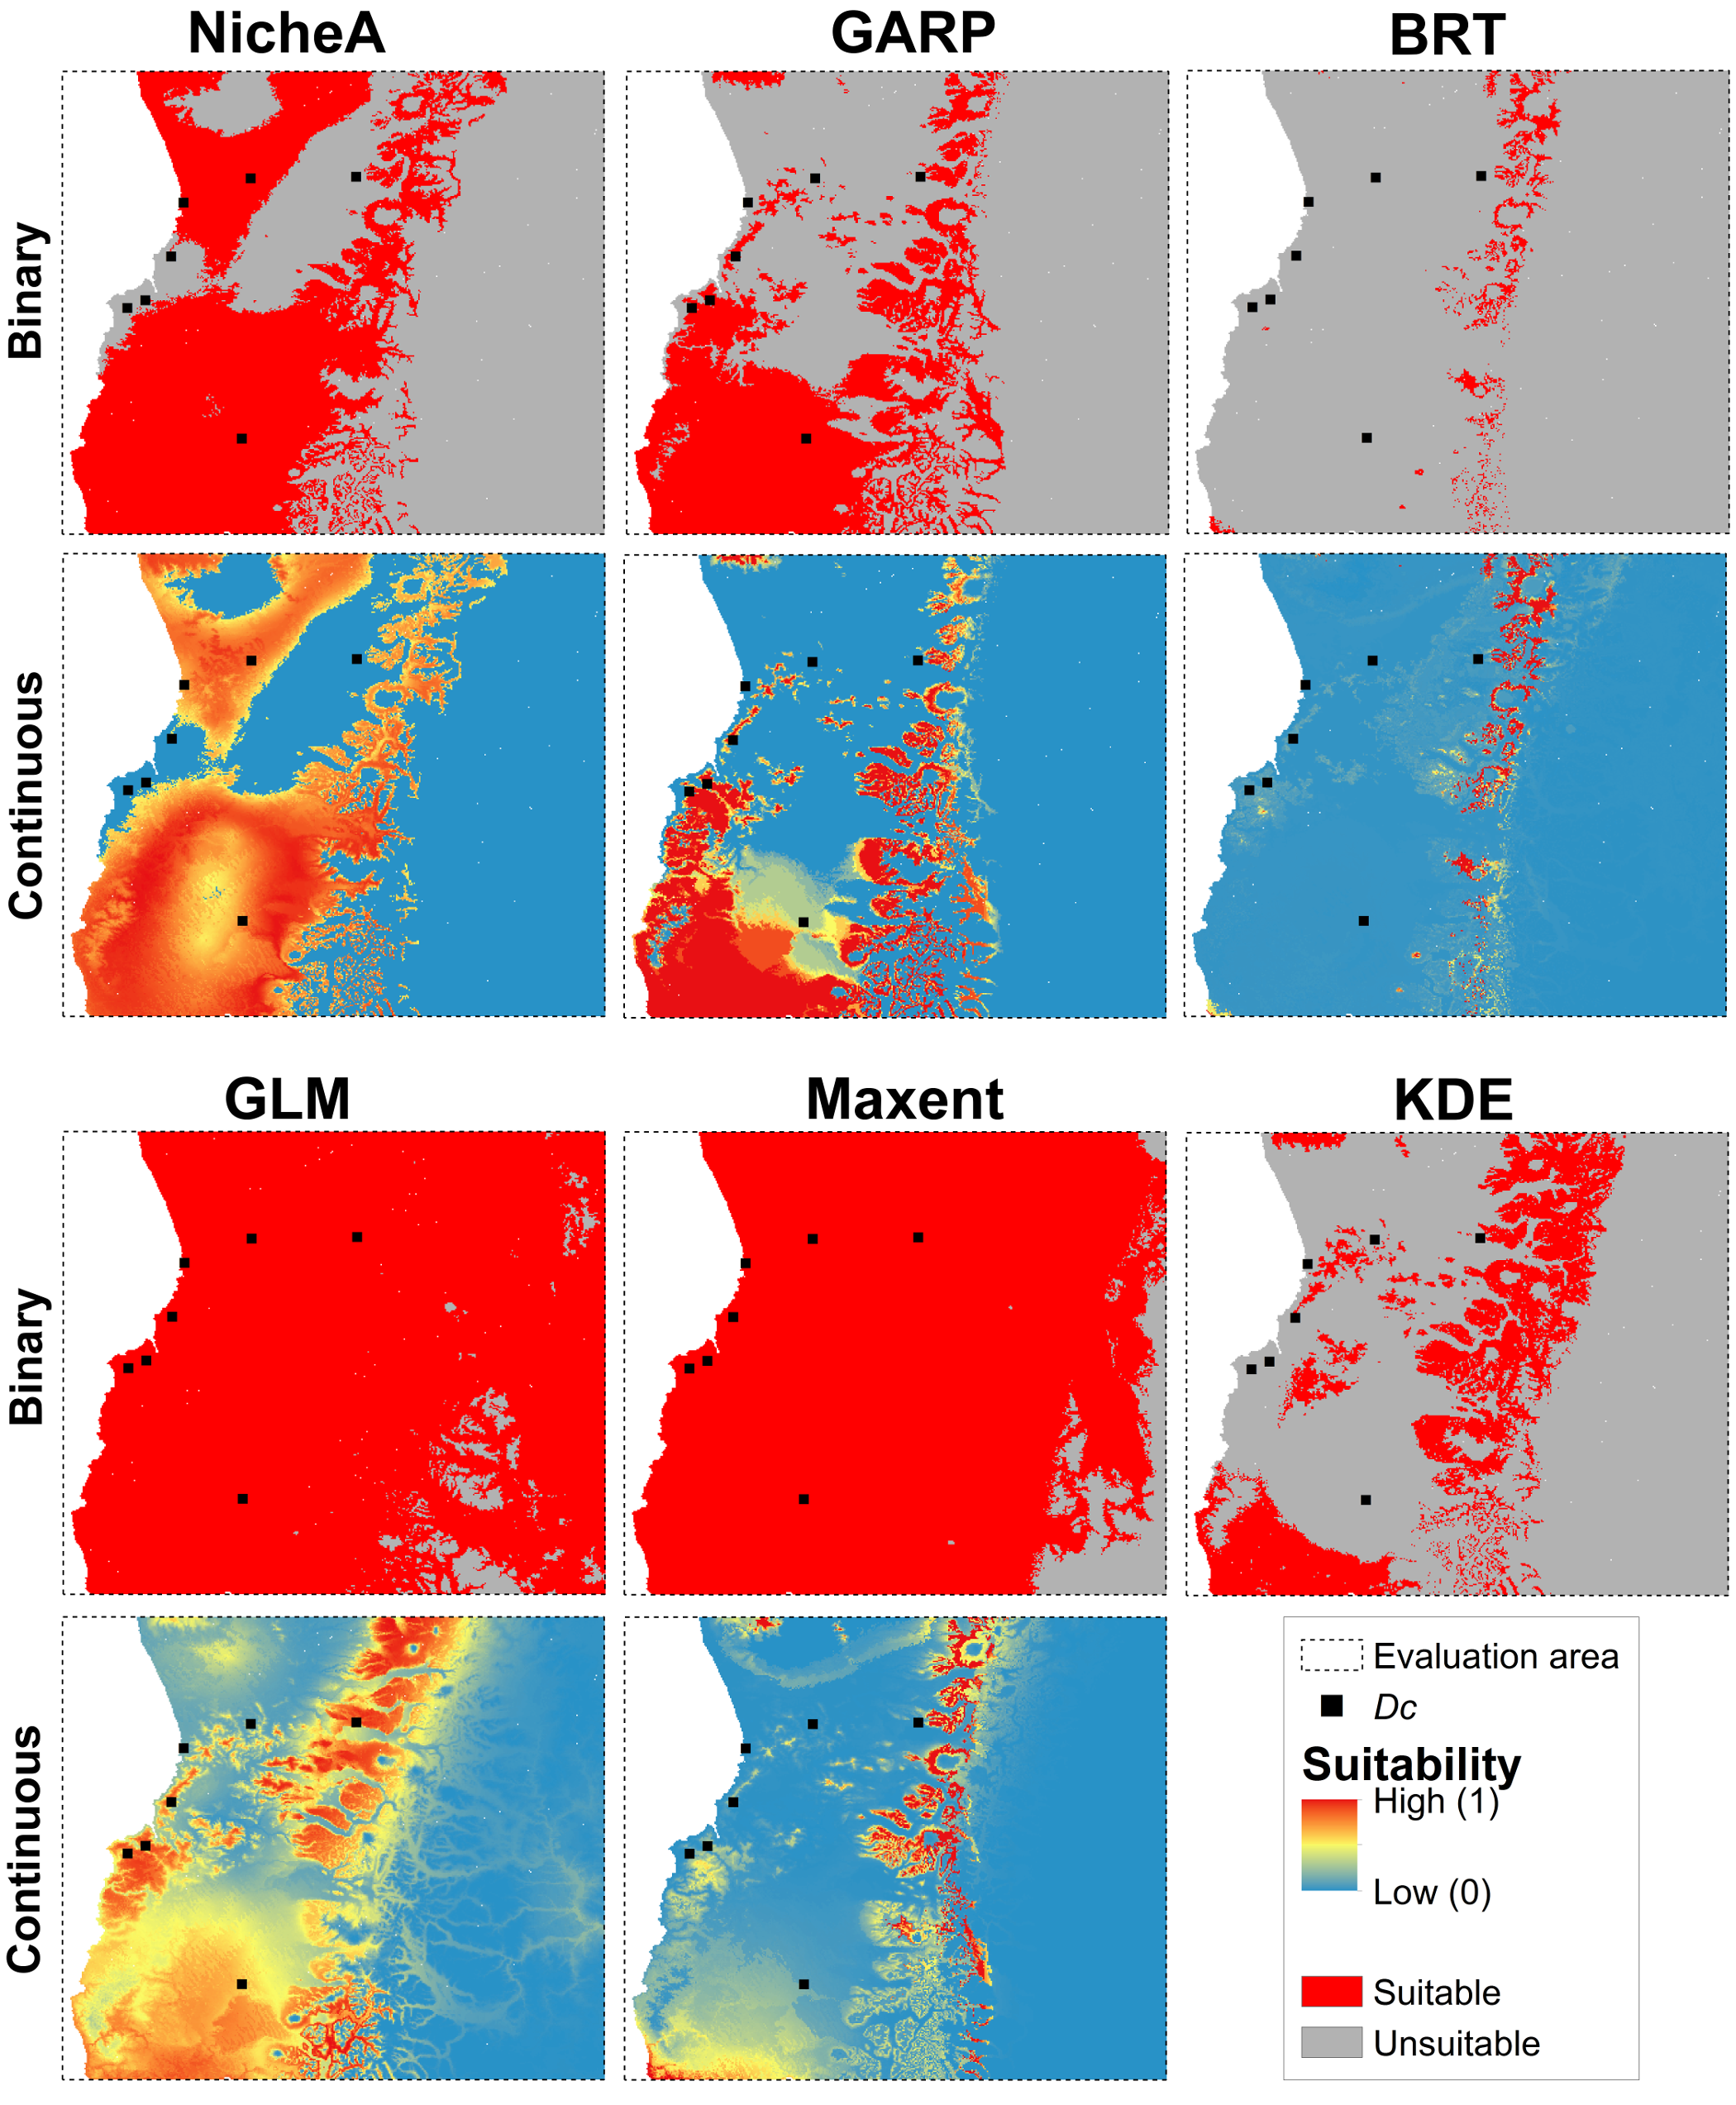 NicheA GARP BRT
Binary
Continuous
GLM Maxent KDE
Binary
Continuous
Evaluation area
Dc
Suitability
High (1)
Low (0)
Suitable
Unsuitable